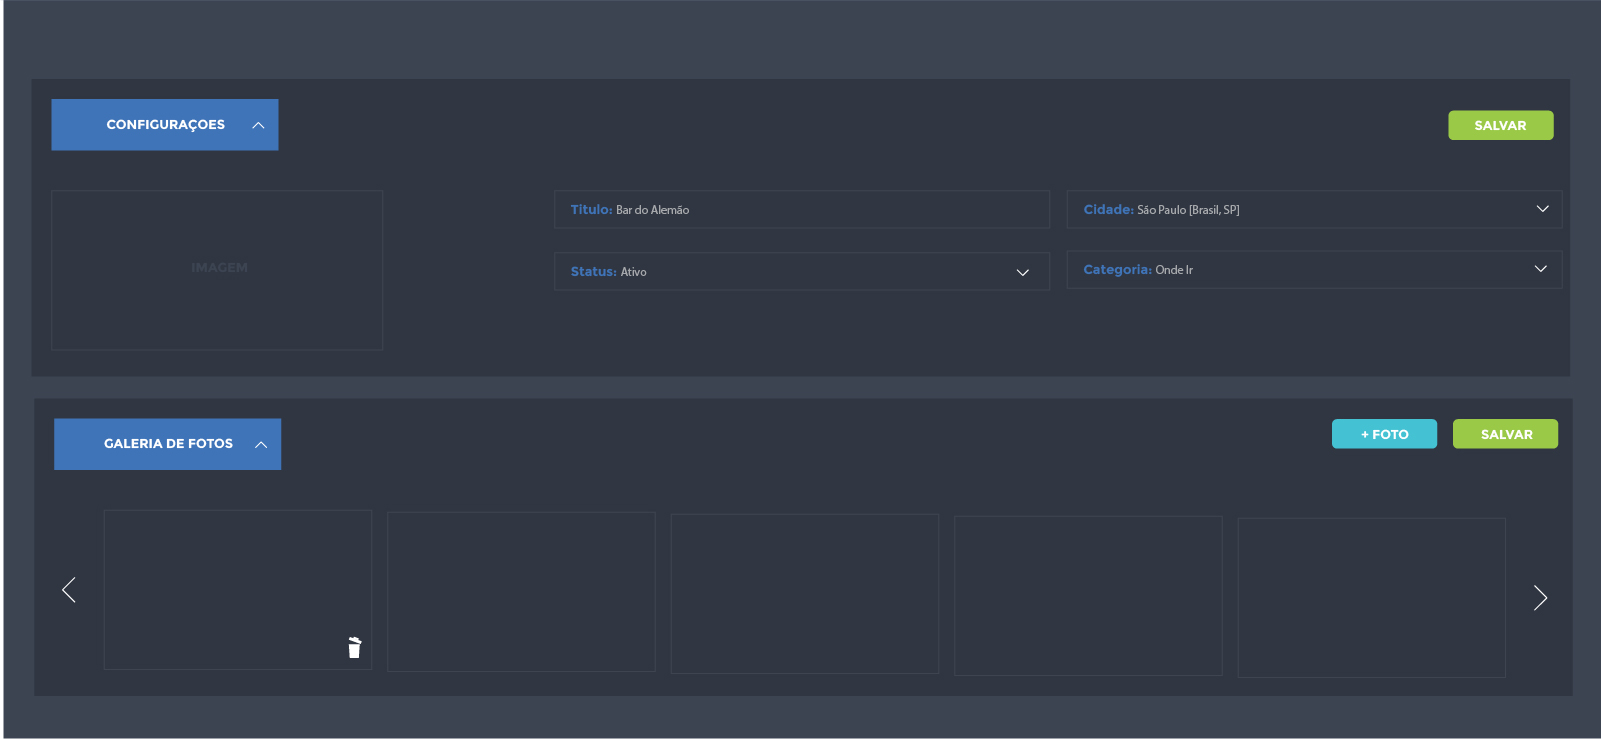 CONFIGURAÇOES
SALVAR
IMAGEM
Titulo: Bar do Alemão
Cidade: São Paulo [Brasil, SP]
Status: Ativo
Categoria: Onde Ir
GALERIA DE FOTOS
+ FOTO
SALVAR